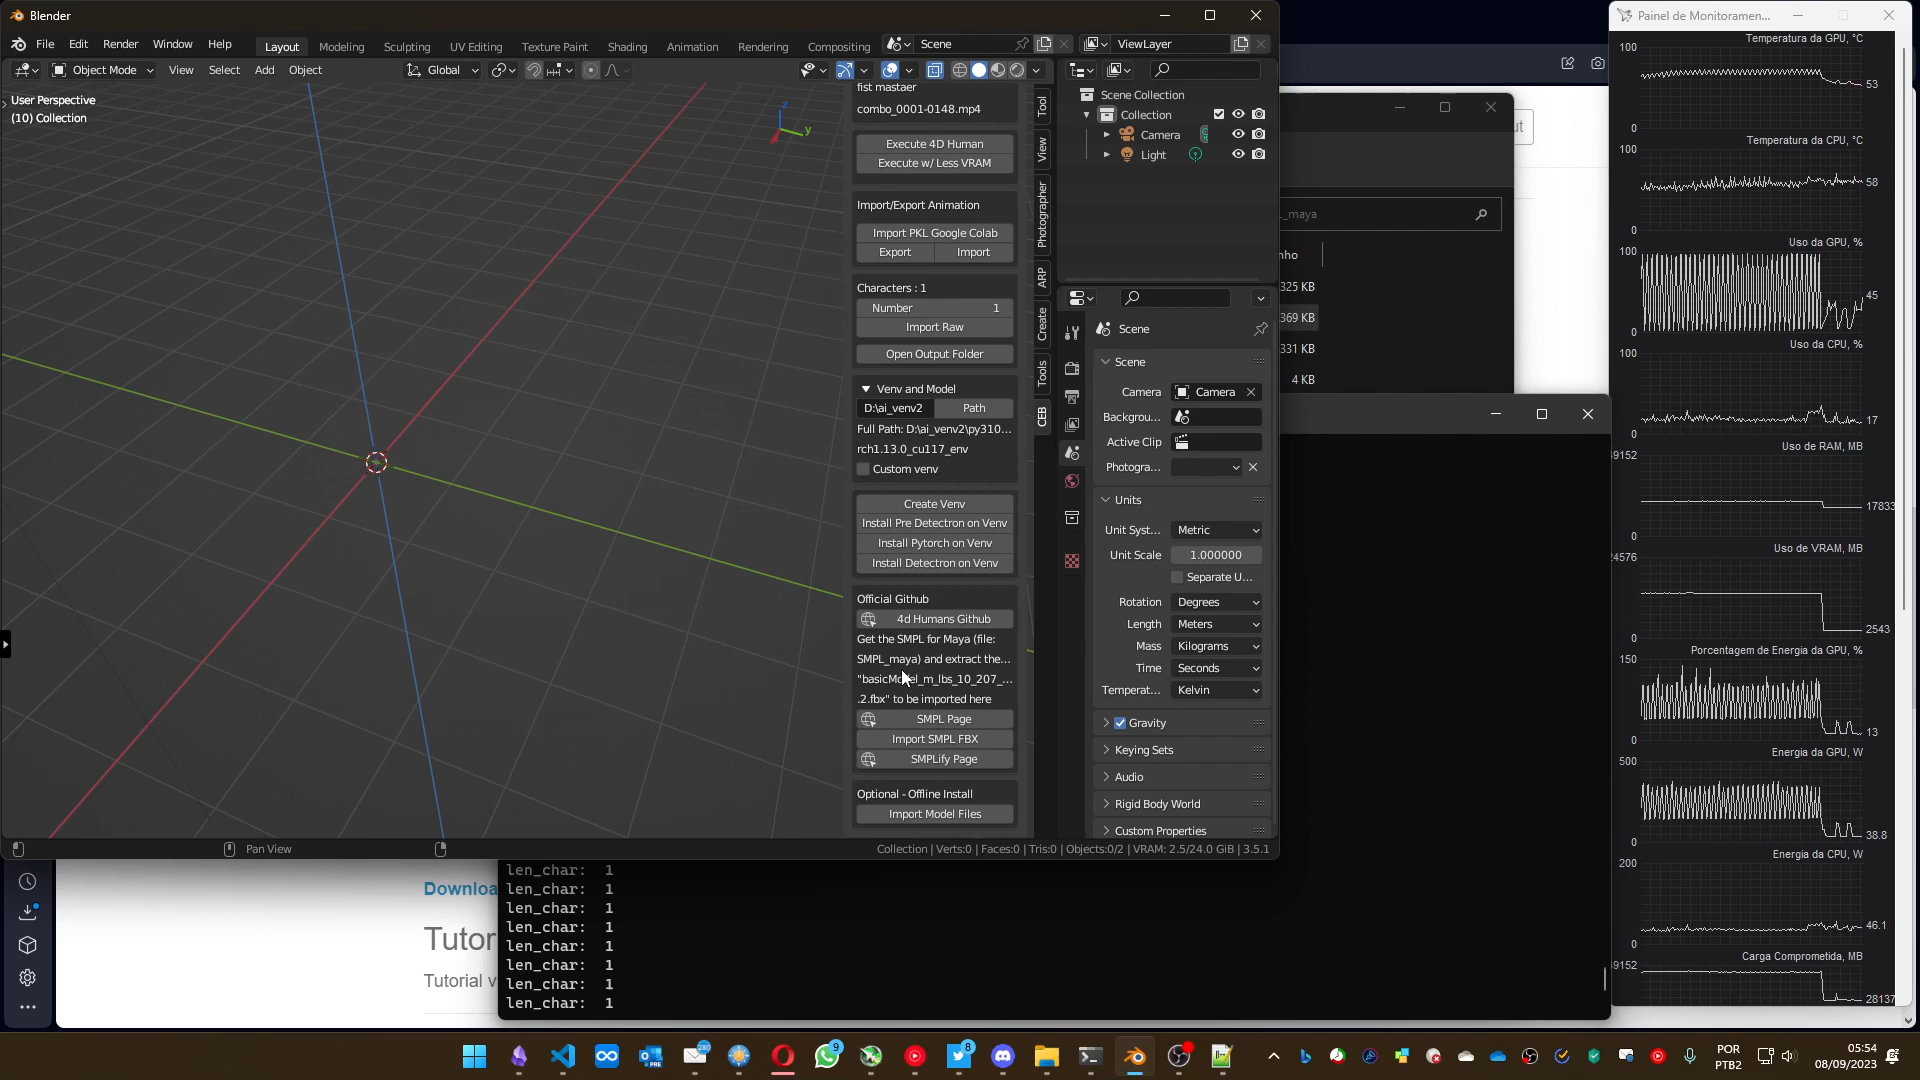 Blender
File Edit Render Window Help
Layout Modeling Sculpting UV Editing Texture Paint Shading Animation Rendering Compositing
Scene
ViewLayer
Object Mode View Select Add Object
Global
User Perspective
(10) Collection
z
y
fist mastaer
combo_0001-0148.mp4
Execute 4D Human
Execute w/ Less VRAM
Import/Export Animation
Import PKL Google Colab
Export Import
Characters : 1
Number 1
Import Raw
Open Output Folder
Venv and Model
D:\ai_venv2 Path
Full Path: D:\ai_venv2\py310...
rch1.13.0_cu117_env
Custom venv
Create Venv
Install Pre Detectron on Venv
Install Pytorch on Venv
Install Detectron on Venv
Official Github
4d Humans Github
Get the SMPL for Maya (file:
SMPL_maya) and extract the...
"basicModel_m_lbs_10_207_...
.2.fbx" to be imported here
SMPL Page
Import SMPL FBX
SMPLify Page
Optional - Offline Install
Import Model Files
Tool
View
Photographer
ARP
Create
Tools
CEB
Scene Collection
Collection
Camera
Light
Scene
Scene
Camera Camera
Backgrou...
Active Clip
Photogra...
Units
Unit Syst... Metric
Unit Scale 1.000000
Separate U...
Rotation Degrees
Length Meters
Mass Kilograms
Time Seconds
Temperat... Kelvin
Gravity
Keying Sets
Audio
Rigid Body World
Custom Properties
Pan View
Collection | Verts:0 | Faces:0 | Tris:0 | Objects:0/2 | VRAM: 2.5/24.0 GiB | 3.5.1
ut
_maya
nho
325 KB
369 KB
331 KB
4 KB
Downloa
Tutor
Tutorial v
len_char: 1
len_char: 1
len_char: 1
len_char: 1
len_char: 1
len_char: 1
len_char: 1
len_char: 1
Painel de Monitoramen...
Temperatura da GPU, °C
100
53
0
Temperatura da CPU, °C
100
58
0
Uso da GPU, %
100
45
0
Uso da CPU, %
100
17
0
Uso de RAM, MB
49152
17833
0
Uso de VRAM, MB
24576
2543
0
Porcentagem de Energia da GPU, %
150
13
0
Energia da GPU, W
500
38.8
0
Energia da CPU, W
200
46.1
0
Carga Comprometida, MB
49152
28137
280
9
8
PRE
POR
PTB2
05:54
08/09/2023